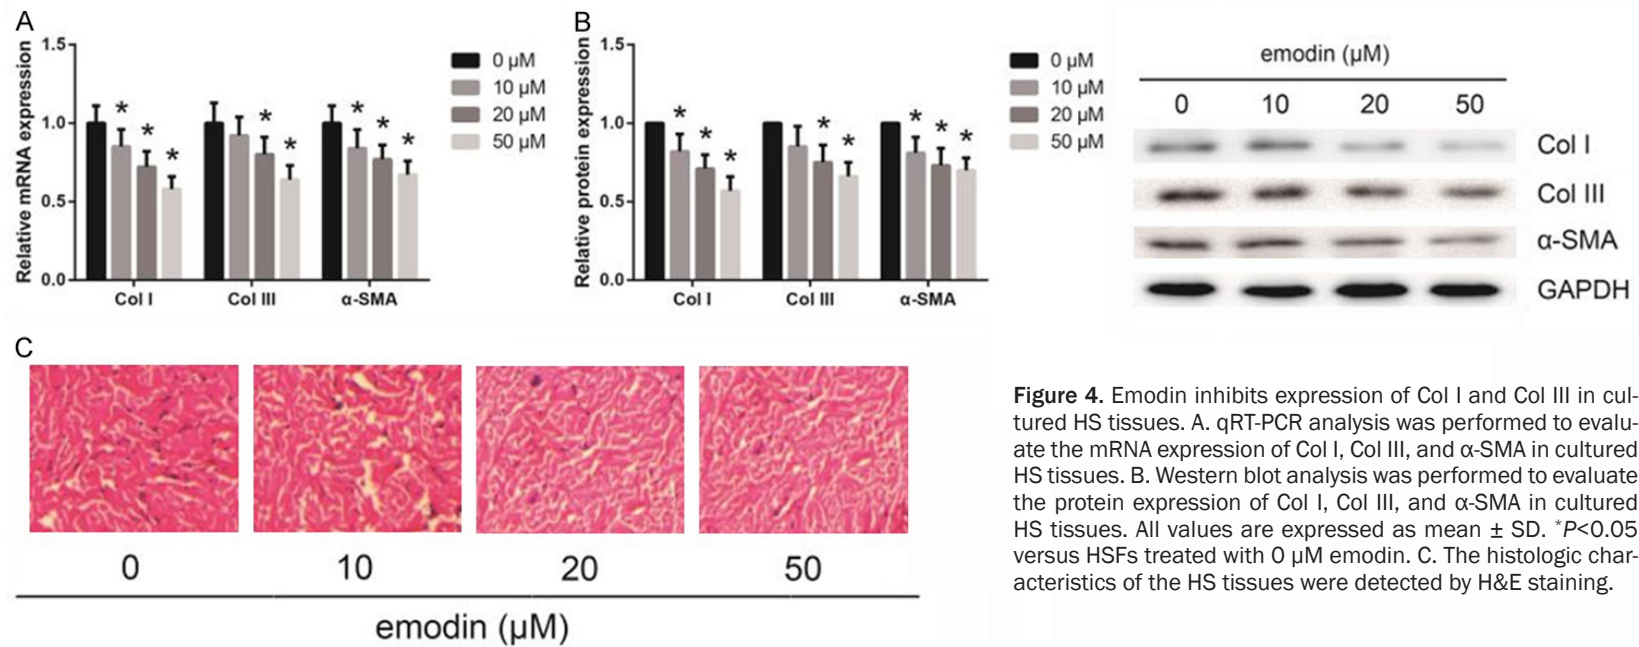 A
Relative mRNA expression
1.5
1.0
0.5
0.0
* * *
* *
* * *
Col I Col III α-SMA
0 µM
10 µM
20 µM
50 µM
B
Relative protein expression
1.5
1.0
0.5
0.0
* * *
* *
* * *
Col I Col III α-SMA
0 µM
10 µM
20 µM
50 µM
emodin (µM)
0 10 20 50
Col I
Col III
α-SMA
GAPDH
C
0 10 20 50
emodin (µM)
Figure 4. Emodin inhibits expression of Col I and Col III in cul-
tured HS tissues. A. qRT-PCR analysis was performed to evalu-
ate the mRNA expression of Col I, Col III, and α-SMA in cultured
HS tissues. B. Western blot analysis was performed to evaluate
the protein expression of Col I, Col III, and α-SMA in cultured
HS tissues. All values are expressed as mean ± SD. *P<0.05
versus HSFs treated with 0 µM emodin. C. The histologic char-
acteristics of the HS tissues were detected by H&E staining.